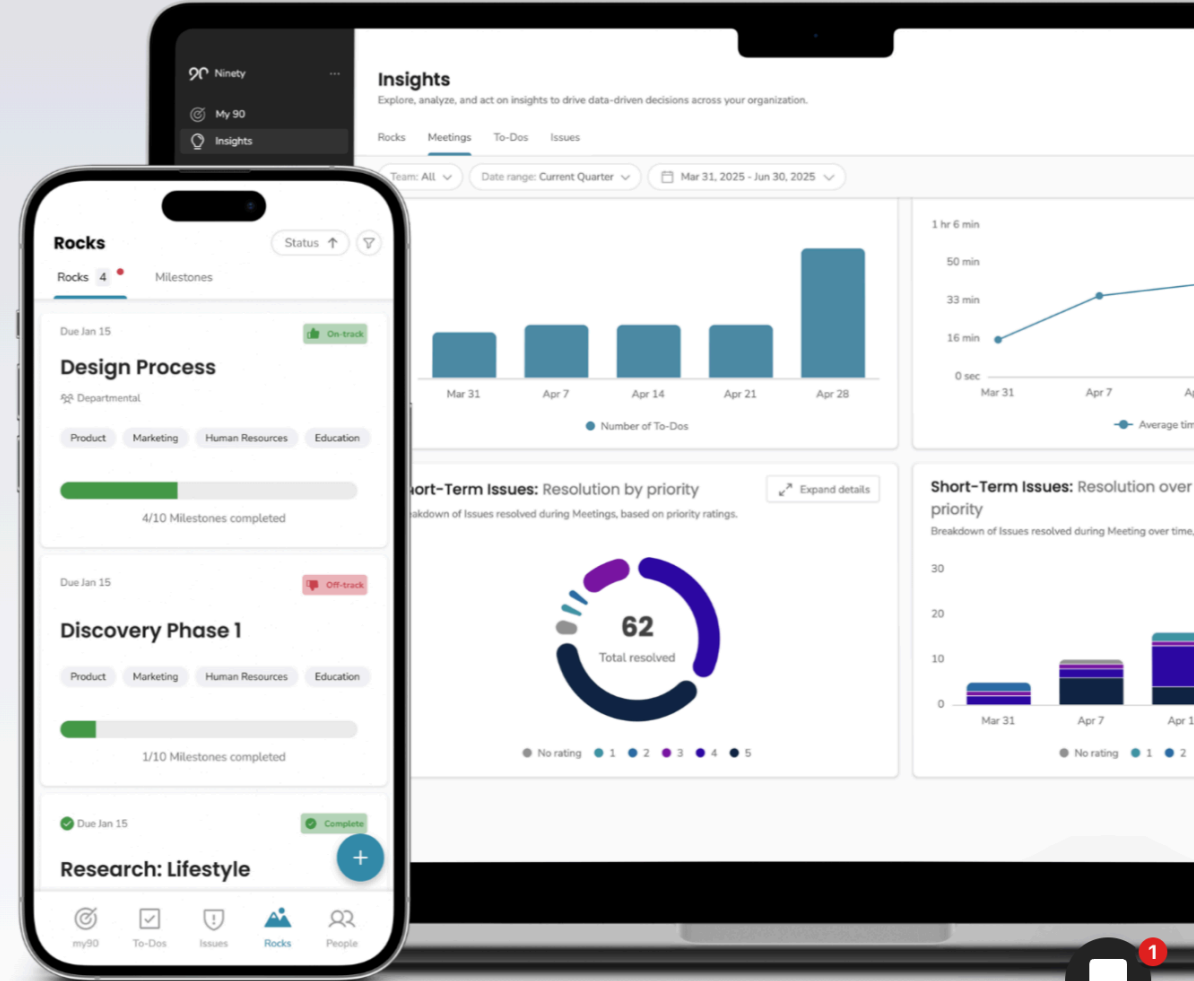 Ninety
...
My 90
Insights
Insights
Explore, analyze, and act on insights to drive data-driven decisions across your organization.
Rocks Meetings To-Dos Issues
Team: All
Date range: Current Quarter
Mar 31, 2025 - Jun 30, 2025
Mar 31 Apr 7 Apr 14 Apr 21 Apr 28
Number of To-Dos
1 hr 6 min
50 min
33 min
16 min
0 sec
Mar 31 Apr 7
Average
ort-Term Issues: Resolution by priority
Expand details
akdown of Issues resolved during Meetings, based on priority ratings.
62
Total resolved
No rating 1 2 3 4 5
Short-Term Issues: Resolution over
priority
Breakdown of Issues resolved during Meeting over time,
30
20
10
0
Mar 31 Apr 7 Apr 1
No rating 1 2
Rocks
Status
Rocks 4 Milestones
Due Jan 15
On-track
Design Process
Departmental
Product Marketing Human Resources Education
4/10 Milestones completed
Due Jan 15
Off-track
Discovery Phase 1
Product Marketing Human Resources Education
1/10 Milestones completed
Due Jan 15
Complete
Research: Lifestyle
+
my90 To-Dos Issues Rocks People
1